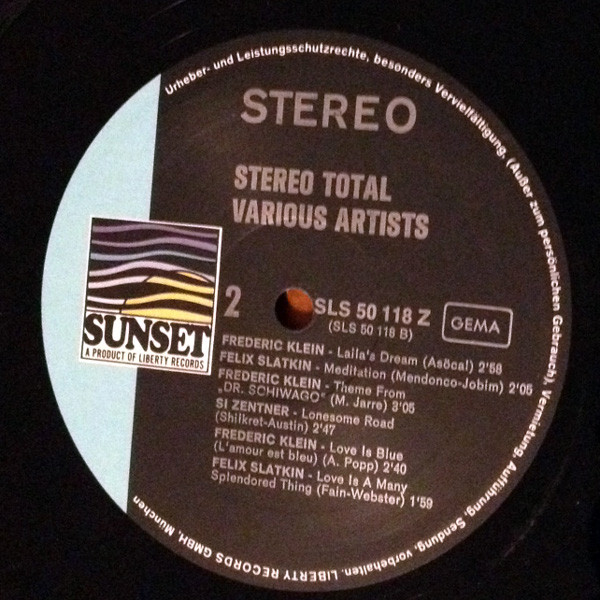 Urheber- und Leistungsschutzrechte, besonders Vervielfältigung, (Außer zum persönlichen Gebrauch), Vermietung, Aufführung, Sendung, vorbehalten. LIBERTY RECORDS GMBH, München
STEREO
STEREO TOTAL
VARIOUS ARTISTS
SUNSET
A PRODUCT OF LIBERTY RECORDS
2
SLS 50 118 Z
(SLS 50 118 B)
GEMA
FREDERIC KLEIN - Laila's Dream (Asöcal) 2'58
FELIX SLATKIN - Meditation (Mendonco-Jobim) 2'05
FREDERIC KLEIN - Theme From
„DR. SCHIWAGO" (M. Jarre) 3'05
SI ZENTNER - Lonesome Road
(Shilkret-Austin) 2'47
FREDERIC KLEIN - Love Is Blue
(L'amour est bleu) (A. Popp) 2'40
FELIX SLATKIN - Love Is A Many
Splendored Thing (Fain-Webster) 1'59